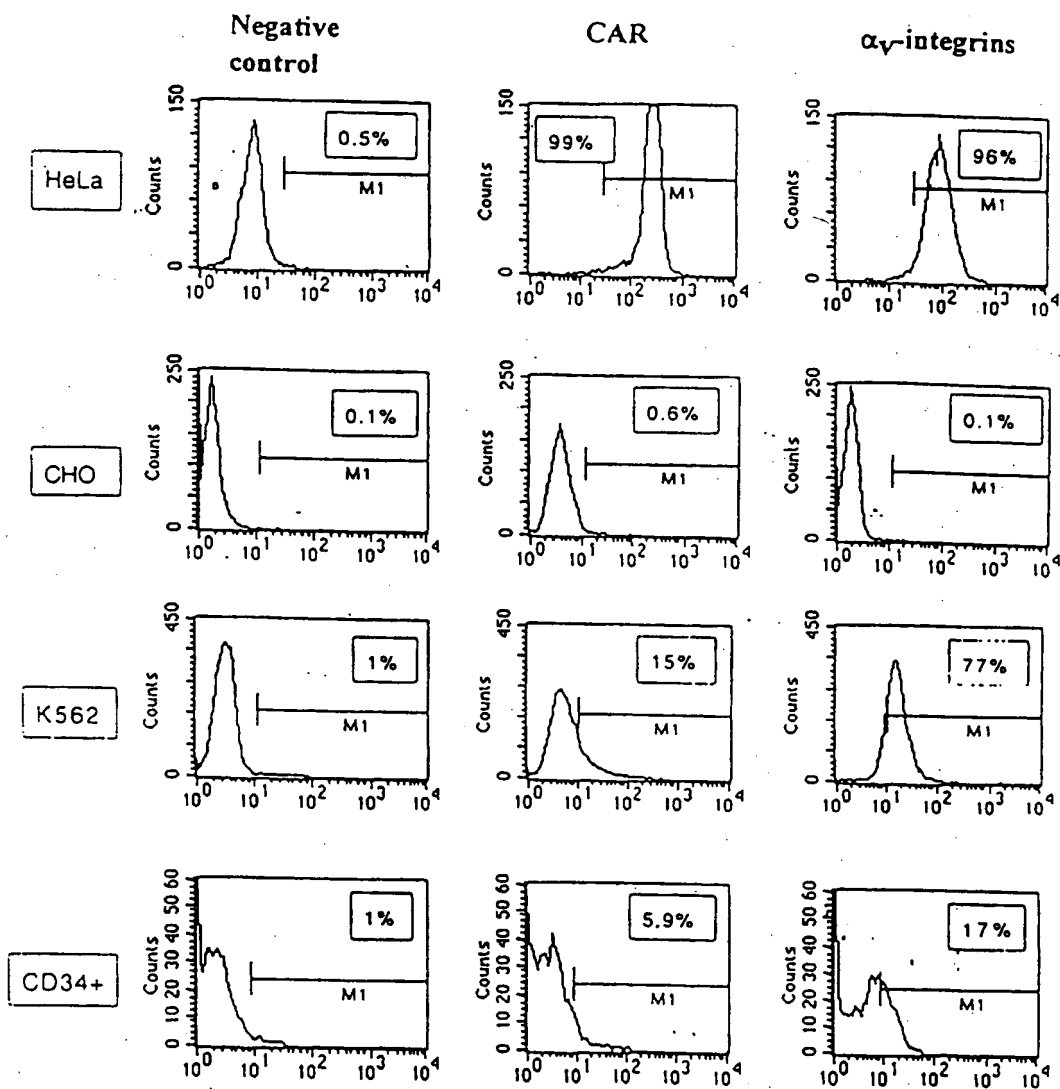 Negative control
CAR
αv-integrins
HeLa
Counts
150
0
0.5%
M1
10⁰ 10¹ 10² 10³ 10⁴
Counts
150
0
99%
M1
10⁰ 10¹ 10² 10³ 10⁴
Counts
150
0
96%
M1
10⁰ 10¹ 10² 10³ 10⁴
CHO
Counts
250
0
0.1%
M1
10⁰ 10¹ 10² 10³ 10⁴
Counts
250
0
0.6%
M1
10⁰ 10¹ 10² 10³ 10⁴
Counts
250
0
0.1%
M1
10⁰ 10¹ 10² 10³ 10⁴
K562
Counts
450
0
1%
M1
10⁰ 10¹ 10² 10³ 10⁴
Counts
450
0
15%
M1
10⁰ 10¹ 10² 10³ 10⁴
Counts
450
0
77%
M1
10⁰ 10¹ 10² 10³ 10⁴
CD34+
Counts
0 10 20 30 40 50 60
1%
M1
10⁰ 10¹ 10² 10³ 10⁴
Counts
0 10 20 30 40 50 60
5.9%
M1
10⁰ 10¹ 10² 10³ 10⁴
Counts
0 10 20 30 40 50 60
17%
M1
10⁰ 10¹ 10² 10³ 10⁴